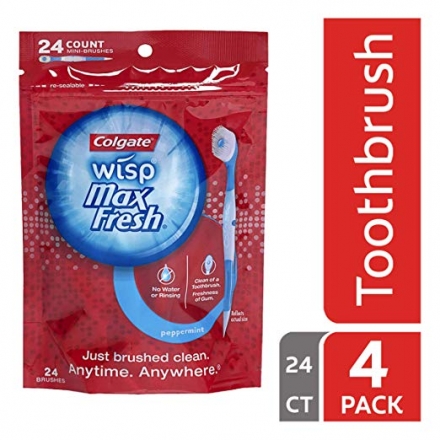 24 COUNT
MINI-BRUSHES
re-sealable
Colgate®
wisp
Max
Fresh®
No Water
or Rinsing
Clean of a
Toothbrush.
Freshness
of Gum.
peppermint
Just brushed clean.
Anytime. Anywhere.®
24
BRUSHES
Toothbrush
24
CT
4
PACK